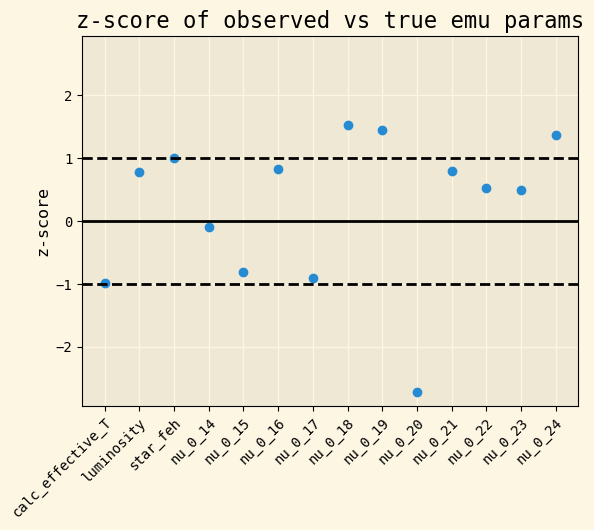 z-score of observed vs true emu params
z-score
2
1
0
−1
−2
calc_effective_T
luminosity
star_feh
nu_0_14
nu_0_15
nu_0_16
nu_0_17
nu_0_18
nu_0_19
nu_0_20
nu_0_21
nu_0_22
nu_0_23
nu_0_24